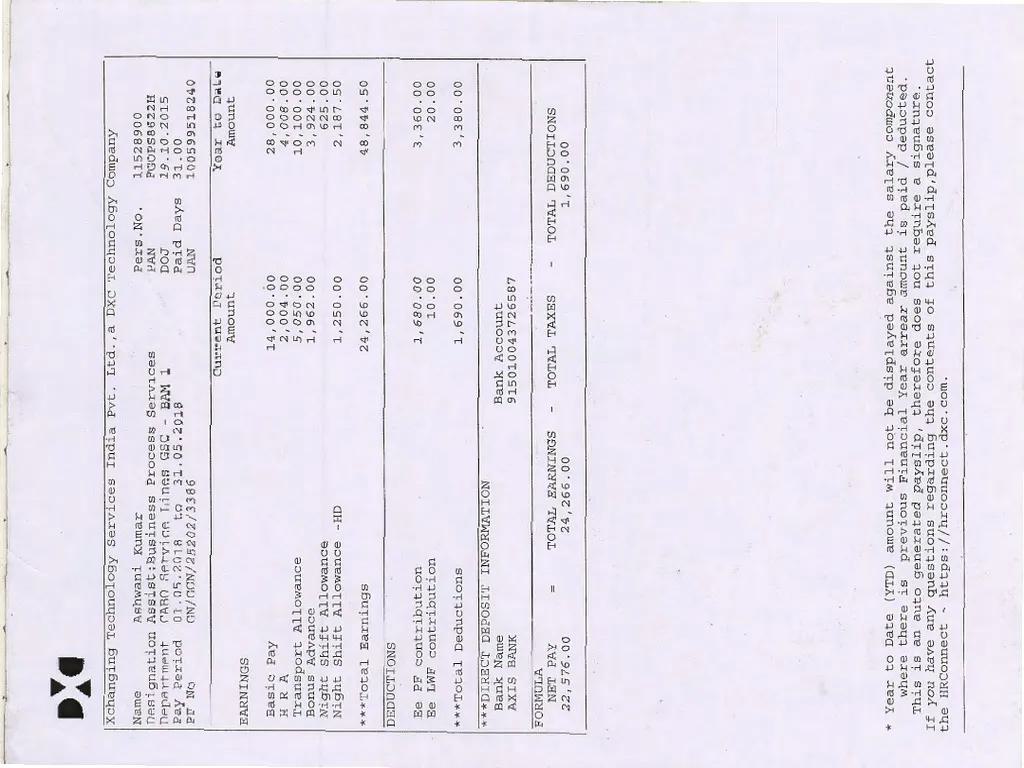 DXC
Xchanging Technology Services India Pvt. Ltd.,a DXC Technology Company
Name Ashwani Kumar Pers.No. 11528900
Designation Assist:Business Process Services PAN PGOPS8622H
Department CABO Service Lines GSC - BAM 1 DOJ 19.10.2015
Pay Period 01.05.2018 to 31.05.2018 Paid Days 31.00
PF No GN/GGN/25202/3386 UAN 100599518240
Current Period Year to Date
EARNINGS Amount Amount
Basic Pay 14,000.00 28,000.00
H R A 2,004.00 4,008.00
Transport Allowance 5,050.00 10,100.00
Bonus Advance 1,962.00 3,924.00
Night Shift Allowance 625.00
Night Shift Allowance -HD 1,250.00 2,187.50
***Total Earnings 24,266.00 48,844.50
DEDUCTIONS
Ee PF contribution 1,680.00 3,360.00
Ee LWF contribution 10.00 20.00
***Total Deductions 1,690.00 3,380.00
***DIRECT DEPOSIT INFORMATION
Bank Name Bank Account
AXIS BANK 915010043726587
FORMULA
NET PAY = TOTAL EARNINGS - TOTAL TAXES - TOTAL DEDUCTIONS
22,576.00 24,266.00 1,690.00
* Year to Date (YTD) amount will not be displayed against the salary component
where there is previous Financial Year arrear amount is paid / deducted.
This is an auto generated payslip, therefore does not require a signature.
If you have any questions regarding the contents of this payslip,please contact
the HRConnect ~ https://hrconnect.dxc.com.